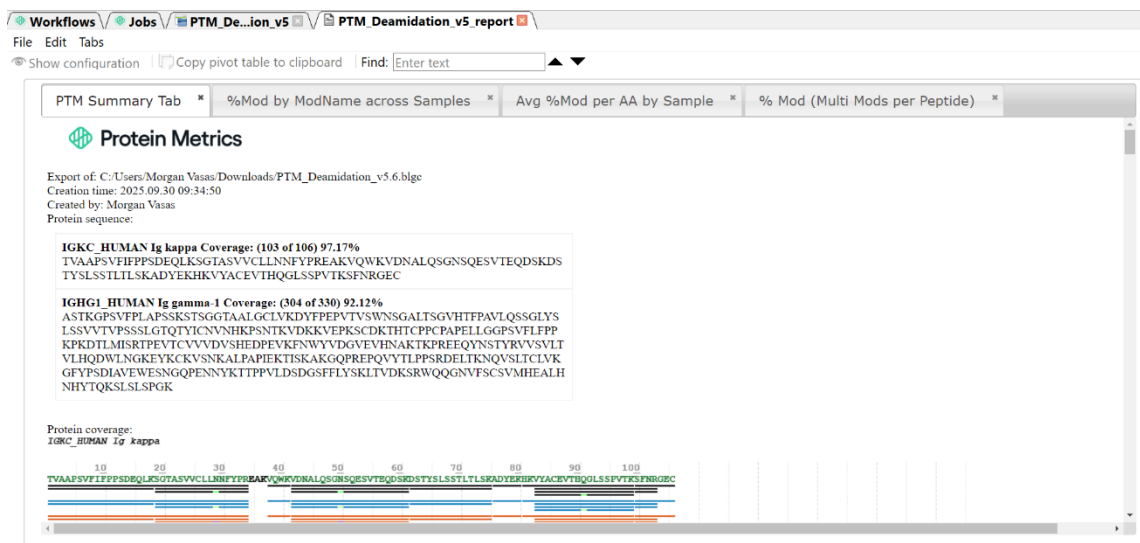 Workflows Jobs PTM_De...ion_v5 PTM_Deamidation_v5_report
File Edit Tabs
Show configuration Copy pivot table to clipboard Find: Enter text
PTM Summary Tab %Mod by ModName across Samples Avg %Mod per AA by Sample % Mod (Multi Mods per Peptide)
Protein Metrics
Export of: C:/Users/Morgan Vasas/Downloads/PTM_Deamidation_v5.6.blgc
Creation time: 2025.09.30 09:34:50
Created by: Morgan Vasas
Protein sequence:
IGKC_HUMAN Ig kappa Coverage: (103 of 106) 97.17%
TVAAPSVFIFPPSDEQLKSGTASVVCLLNNFYPREAKVQWKVDNALQSGNSQESVTEQDSKDS
TYSLSSTLTLSKADYEKHKVYACEVTHQGLSSPVTKSFNRGEC
IGHG1_HUMAN Ig gamma-1 Coverage: (304 of 330) 92.12%
ASTKGPSVFPLAPSSKSTSGGTAALGCLVKDYFPEPVTVSWNSGALTSGVHTFPAVLQSSGLYS
LSSVVTVPSSSLGTQTYICNVNHKPSNTKVDKKVEPKSCDKTHTCPPCPAPELLGGPSVFLFPP
KPKDTLMISRTPEVTCVVVDVSHEDPEVKFNWYVDGVEVHNAKTKPREEQYNSTYRVVSVLT
VLHQDWLNGKEYKCKVSNKALPAPIEKTISKAKGQPREPQVYTLPPSRDELTKNQVSLTCLVK
GFYPSDIAVEWESNGQPENNYKTTPPVLDSDGSFFLYSKLTVDKSRWQQGNVFSCSVMHEALH
NHYTQKSLSLSPGK
Protein coverage:
IGKC_HUMAN Ig kappa
10 20 30 40 50 60 70 80 90 100
TVAAPSVFIFPPSDEQLKSGTASVVCLLNNFYPREAKVQWKVDNALQSGNSQESVTEQDSKDSTYSLSSTLTLSKADYEKHKVYACEVTHQGLSSPVTKSFNRGEC